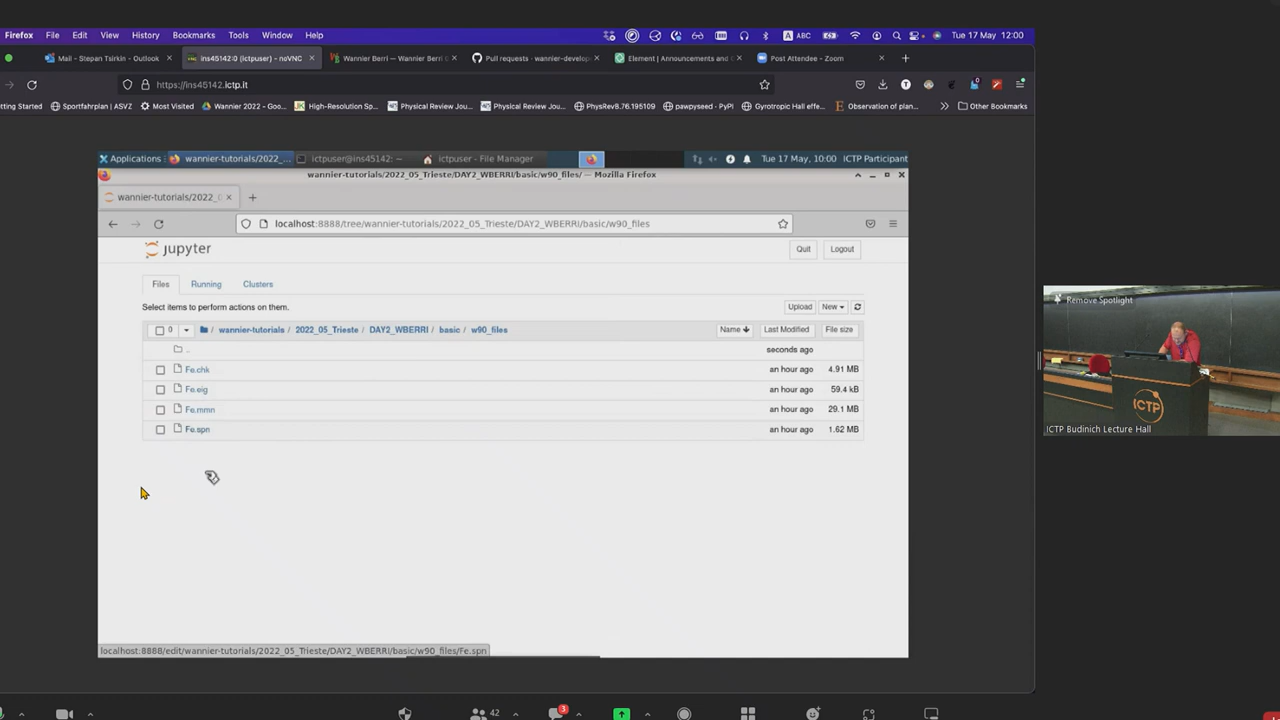 Firefox File Edit View History Bookmarks Tools Window Help ABC Tue 17 May 12:00
Mail - Stepan Tsirkin - Outlook ins45142:0 (ictpuser) - noVNC Wannier Berri — Wannier Berri 0 Pull requests · wannier-develop Element | Announcements and Post Attendee - Zoom
https://ins45142.ictp.it
tting Started Sportfahrplan | ASVZ Most Visited Wannier 2022 - Goo... High-Resolution Sp... Physical Review Jou... Physical Review Jou... PhysRevB.76.195109 pawpyseed - PyPI Gyrotropic Hall effe... Observation of plan... Other Bookmarks
Applications wannier-tutorials/2022_... ictpuser@ins45142: ~ ictpuser - File Manager Tue 17 May, 10:00 ICTP Participant
wannier-tutorials/2022_05_Trieste/DAY2_WBERRI/basic/w90_files/ — Mozilla Firefox
wannier-tutorials/2022_0
localhost:8888/tree/wannier-tutorials/2022_05_Trieste/DAY2_WBERRI/basic/w90_files
jupyter Quit Logout
Files Running Clusters
Select items to perform actions on them. Upload New
0 / wannier-tutorials / 2022_05_Trieste / DAY2_WBERRI / basic / w90_files Name Last Modified File size
.. seconds ago
Fe.chk an hour ago 4.91 MB
Fe.eig an hour ago 59.4 kB
Fe.mmn an hour ago 29.1 MB
Fe.spn an hour ago 1.62 MB
localhost:8888/edit/wannier-tutorials/2022_05_Trieste/DAY2_WBERRI/basic/w90_files/Fe.spn
Remove Spotlight
ICTP
ICTP Budinich Lecture Hall
42 3